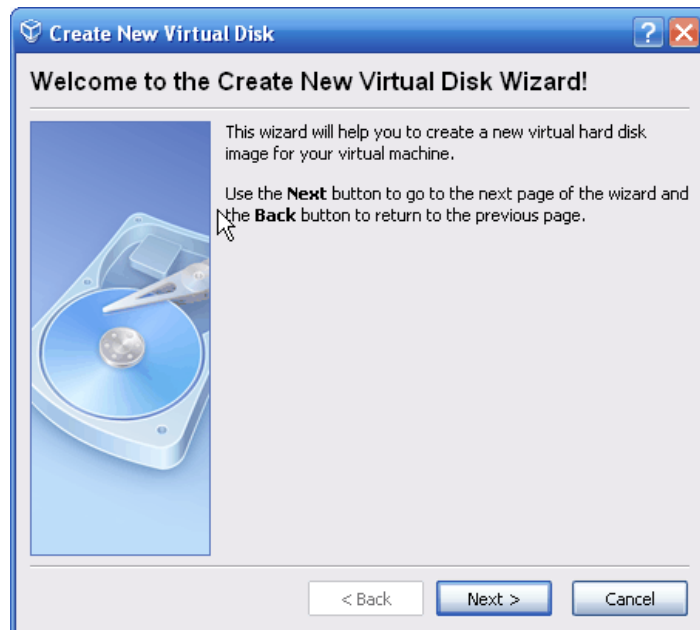 Create New Virtual Disk
Welcome to the Create New Virtual Disk Wizard!
This wizard will help you to create a new virtual hard disk
image for your virtual machine.
Use the Next button to go to the next page of the wizard and
the Back button to return to the previous page.
< Back
Next >
Cancel